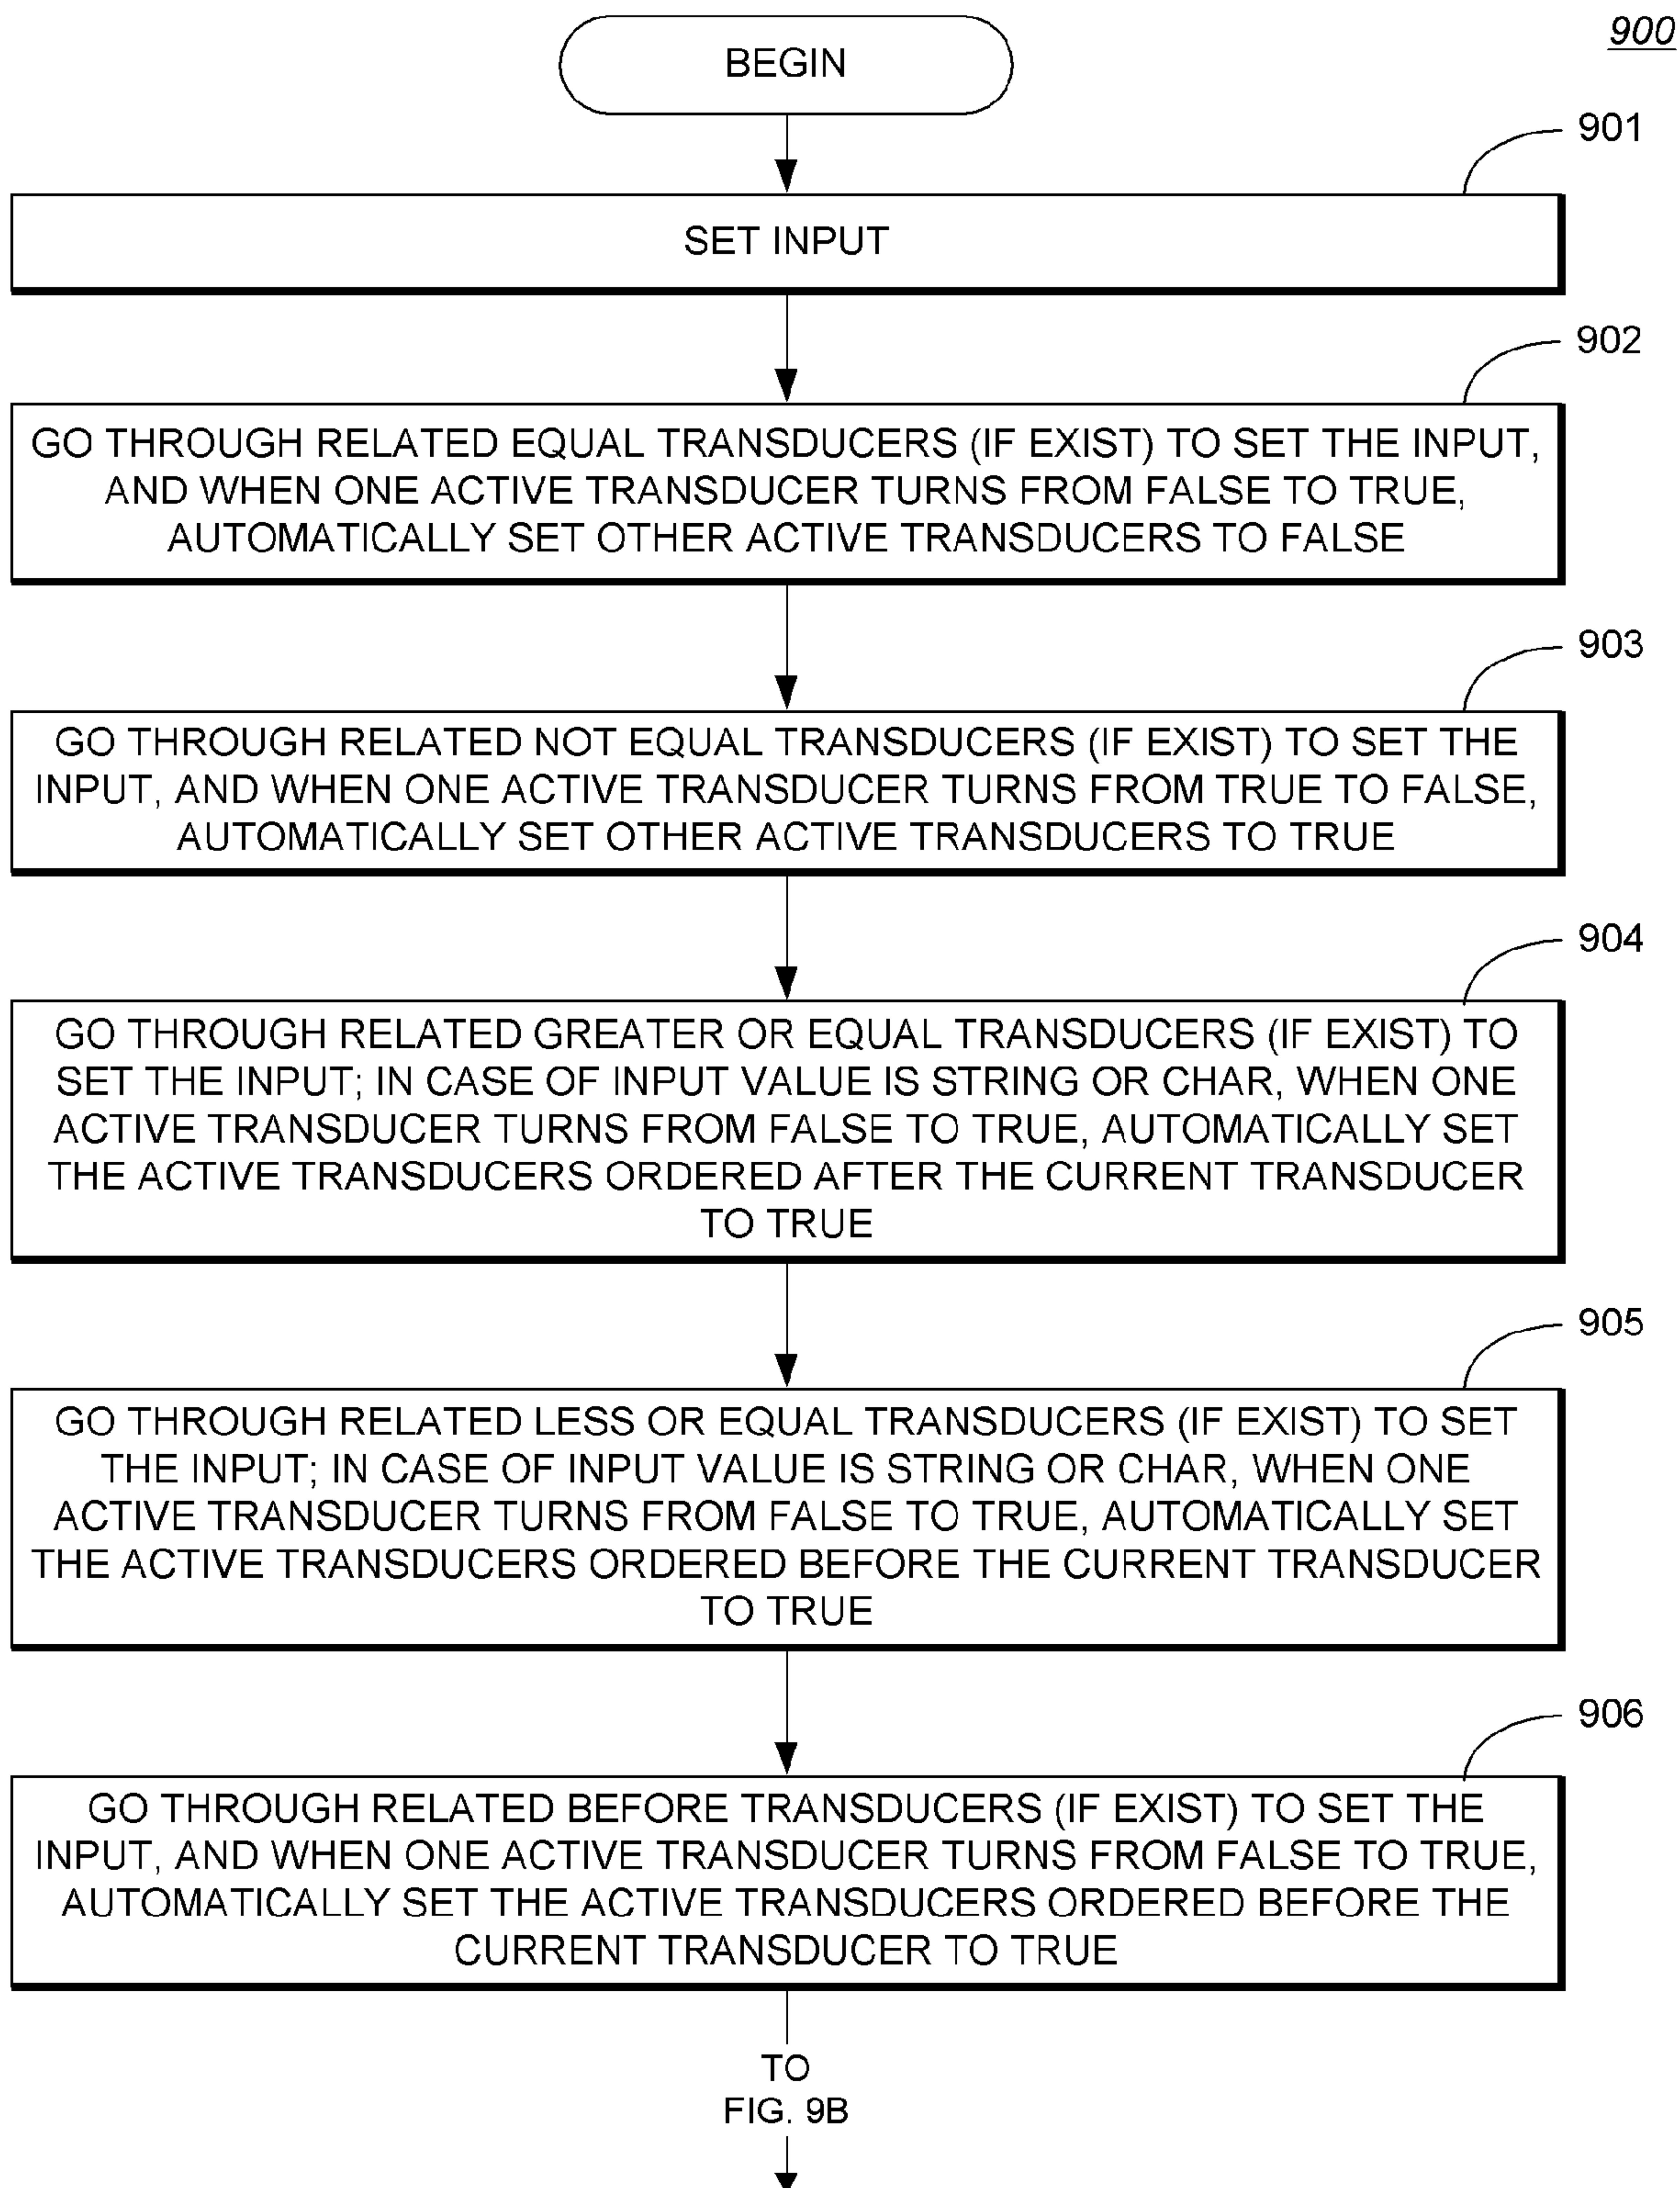 900
BEGIN
901
SET INPUT
902
GO THROUGH RELATED EQUAL TRANSDUCERS (IF EXIST) TO SET THE INPUT,
AND WHEN ONE ACTIVE TRANSDUCER TURNS FROM FALSE TO TRUE,
AUTOMATICALLY SET OTHER ACTIVE TRANSDUCERS TO FALSE
903
GO THROUGH RELATED NOT EQUAL TRANSDUCERS (IF EXIST) TO SET THE
INPUT, AND WHEN ONE ACTIVE TRANSDUCER TURNS FROM TRUE TO FALSE,
AUTOMATICALLY SET OTHER ACTIVE TRANSDUCERS TO TRUE
904
GO THROUGH RELATED GREATER OR EQUAL TRANSDUCERS (IF EXIST) TO
SET THE INPUT; IN CASE OF INPUT VALUE IS STRING OR CHAR, WHEN ONE
ACTIVE TRANSDUCER TURNS FROM FALSE TO TRUE, AUTOMATICALLY SET
THE ACTIVE TRANSDUCERS ORDERED AFTER THE CURRENT TRANSDUCER
TO TRUE
905
GO THROUGH RELATED LESS OR EQUAL TRANSDUCERS (IF EXIST) TO SET
THE INPUT; IN CASE OF INPUT VALUE IS STRING OR CHAR, WHEN ONE
ACTIVE TRANSDUCER TURNS FROM FALSE TO TRUE, AUTOMATICALLY SET
THE ACTIVE TRANSDUCERS ORDERED BEFORE THE CURRENT TRANSDUCER
TO TRUE
906
GO THROUGH RELATED BEFORE TRANSDUCERS (IF EXIST) TO SET THE
INPUT, AND WHEN ONE ACTIVE TRANSDUCER TURNS FROM FALSE TO TRUE,
AUTOMATICALLY SET THE ACTIVE TRANSDUCERS ORDERED BEFORE THE
CURRENT TRANSDUCER TO TRUE
TO
FIG. 9B